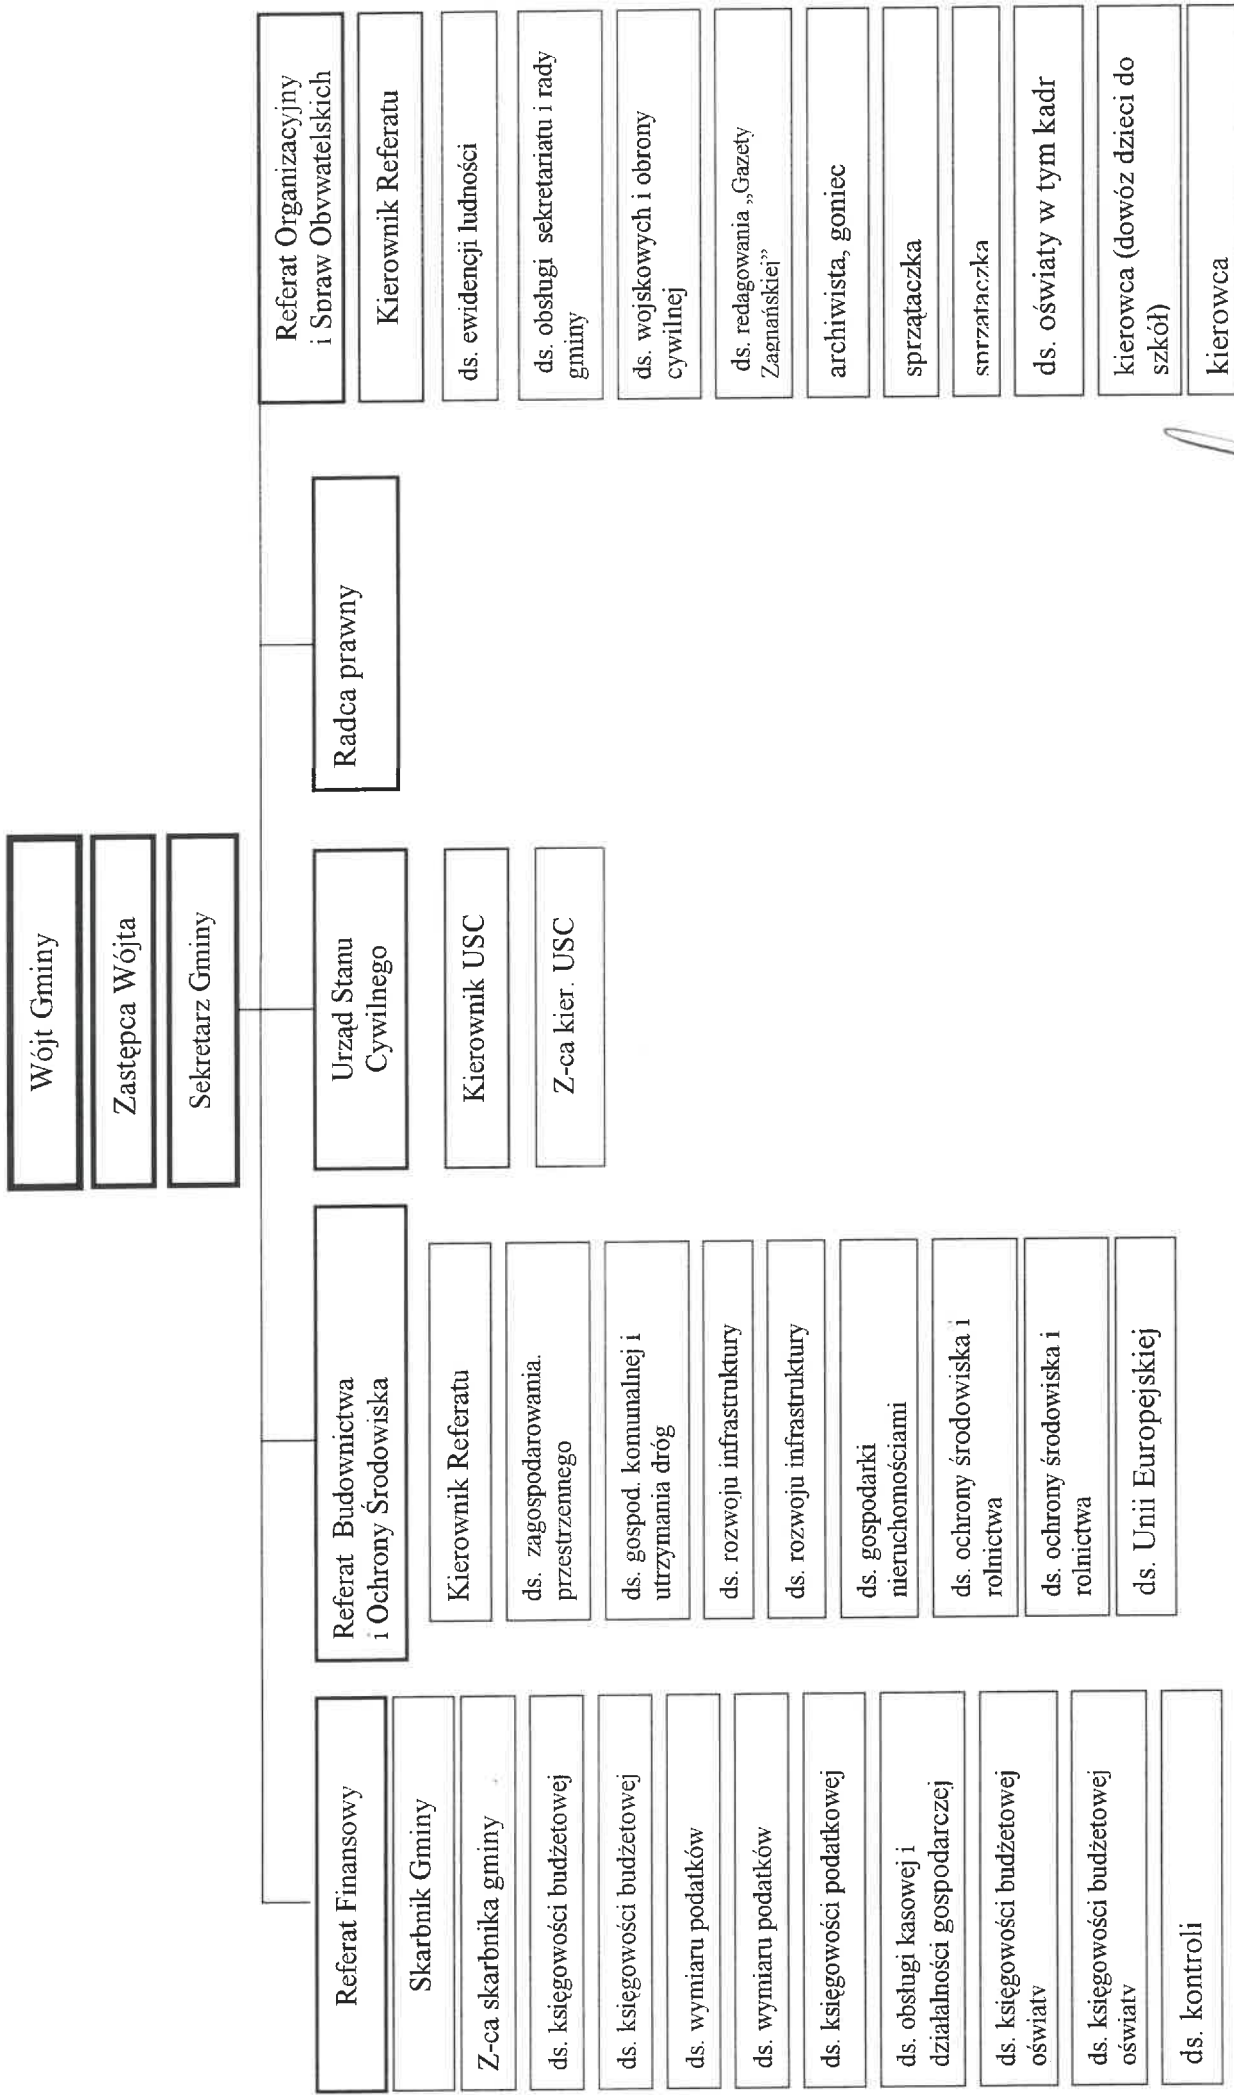 Wójt Gminy
Zastępca Wójta
Sekretarz Gminy
Referat Finansowy
Skarbnik Gminy
Z-ca skarbnika gminy
ds. księgowości budżetowej
ds. księgowości budżetowej
ds. wymiaru podatków
ds. wymiaru podatków
ds. księgowości podatkowej
ds. obsługi kasowej i
działalności gospodarczej
ds. księgowości budżetowej
oświaty
ds. księgowości budżetowej
oświaty
ds. kontroli
Referat Budownictwa
i Ochrony Środowiska
Kierownik Referatu
ds. zagospodarowania.
przestrzennego
ds. gospod. komunalnej i
utrzymania dróg
ds. rozwoju infrastruktury
ds. rozwoju infrastruktury
ds. gospodarki
nieruchomościami
ds. ochrony środowiska i
rolnictwa
ds. ochrony środowiska i
rolnictwa
ds. Unii Europejskiej
Urząd Stanu
Cywilnego
Kierownik USC
Z-ca kier. USC
Radca prawny
Referat Organizacyjny
i Spraw Obywatelskich
Kierownik Referatu
ds. ewidencji ludności
ds. obsługi sekretariatu i rady
gminy
ds. wojskowych i obrony
cywilnej
ds. redagowania „Gazety
Zagnańskiej”
archiwista, goniec
sprzątaczka
sprzątaczka
ds. oświaty w tym kadr
kierowca (dowóz dzieci do
szkół)
kierowca